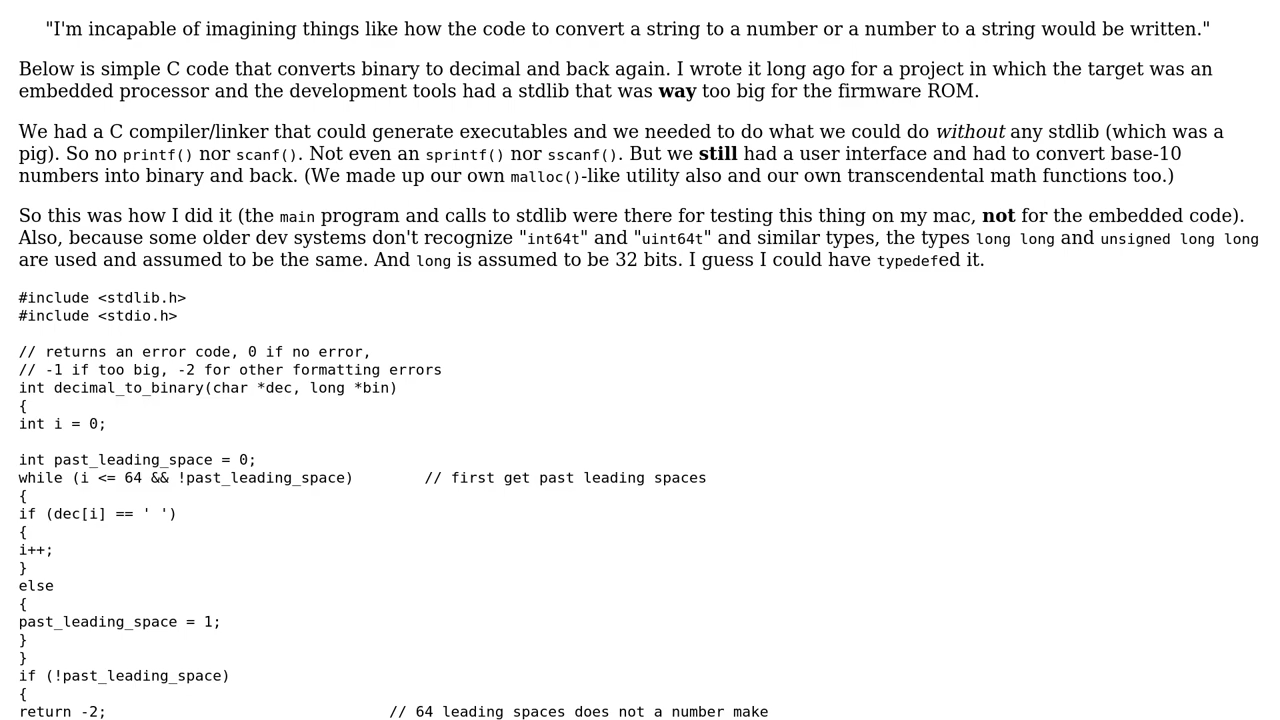 "I'm incapable of imagining things like how the code to convert a string to a number or a number to a string would be written."
Below is simple C code that converts binary to decimal and back again. I wrote it long ago for a project in which the target was an
embedded processor and the development tools had a stdlib that was way too big for the firmware ROM.
We had a C compiler/linker that could generate executables and we needed to do what we could do without any stdlib (which was a
pig). So no printf() nor scanf(). Not even an sprintf() nor sscanf(). But we still had a user interface and had to convert base-10
numbers into binary and back. (We made up our own malloc()-like utility also and our own transcendental math functions too.)
So this was how I did it (the main program and calls to stdlib were there for testing this thing on my mac, not for the embedded code).
Also, because some older dev systems don't recognize "int64t" and "uint64t" and similar types, the types long long and unsigned long long
are used and assumed to be the same. And long is assumed to be 32 bits. I guess I could have typedefed it.
#include <stdlib.h>
#include <stdio.h>
// returns an error code, 0 if no error,
// -1 if too big, -2 for other formatting errors
int decimal_to_binary(char *dec, long *bin)
{
int i = 0;
int past_leading_space = 0;
while (i <= 64 && !past_leading_space)        // first get past leading spaces
{
if (dec[i] == ' ')
{
i++;
}
else
{
past_leading_space = 1;
}
}
if (!past_leading_space)
{
return -2;                                // 64 leading spaces does not a number make